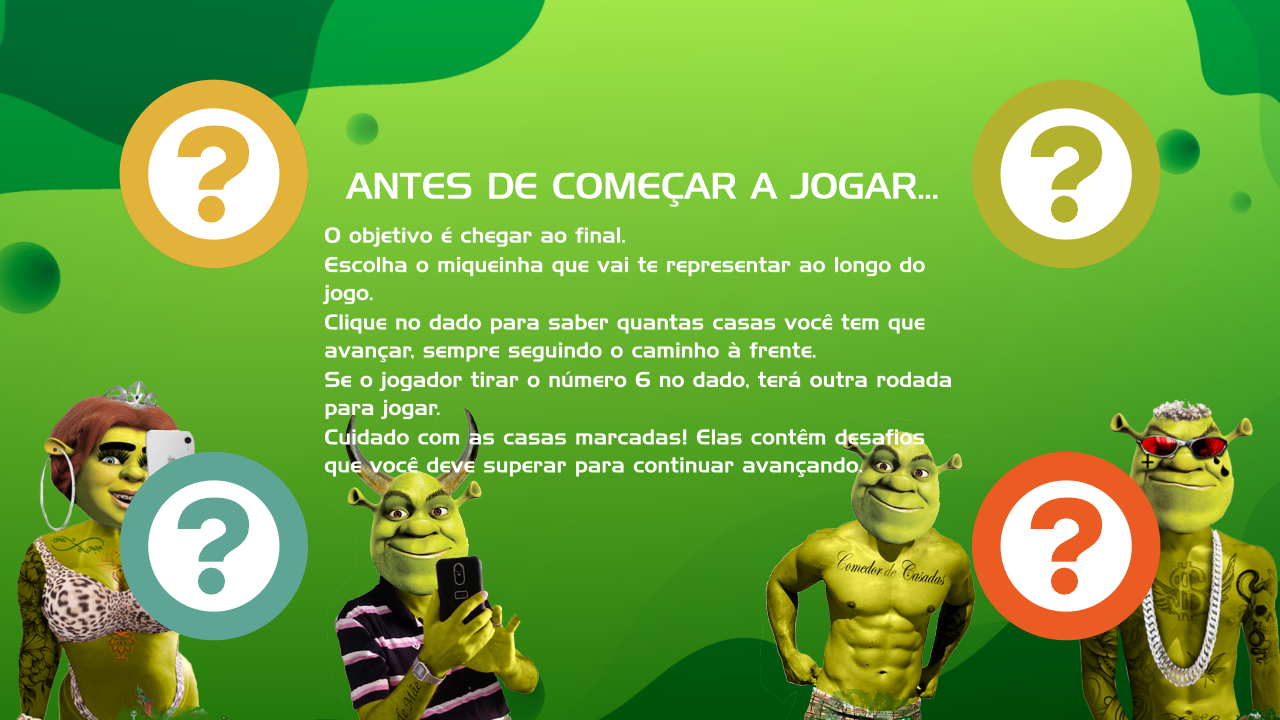 ANTES DE COMEÇAR A JOGAR...
O objetivo é chegar ao final.
Escolha o miqueinha que vai te representar ao longo do
jogo.
Clique no dado para saber quantas casas você tem que
avançar, sempre seguindo o caminho à frente.
Se o jogador tirar o número 6 no dado, terá outra rodada
para jogar.
Cuidado com as casas marcadas! Elas contêm desafios
que você deve superar para continuar avançando.
?
?
?
?
Comedor de Casadas
de Mãe
$